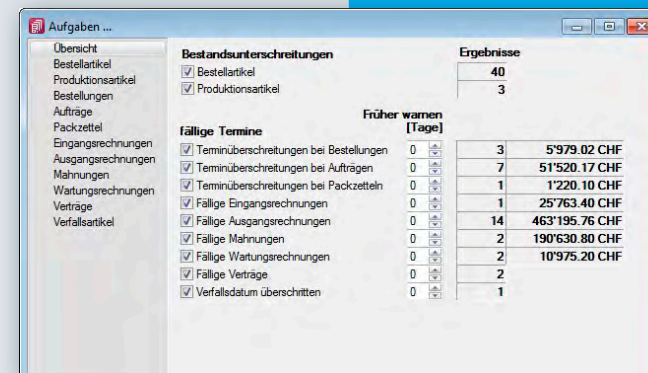 Aufgaben ...
Übersicht
Bestellartikel
Produktionsartikel
Bestellungen
Aufträge
Packzettel
Eingangsrechnungen
Ausgangsrechnungen
Mahnungen
Wartungsrechnungen
Verträge
Verfallsartikel
Bestandsunterschreitungen Ergebnisse
Bestellartikel 40
Produktionsartikel 3
Früher warnen
fällige Termine [Tage]
Terminüberschreitungen bei Bestellungen 0 3 5'979.02 CHF
Terminüberschreitungen bei Aufträgen 0 7 51'520.17 CHF
Terminüberschreitungen bei Packzetteln 0 1 1'220.10 CHF
Fällige Eingangsrechnungen 0 1 25'763.40 CHF
Fällige Ausgangsrechnungen 0 14 463'195.76 CHF
Fällige Mahnungen 0 2 190'630.80 CHF
Fällige Wartungsrechnungen 0 2 10'975.20 CHF
Fällige Verträge 0 2
Verfallsdatum überschritten 0 1